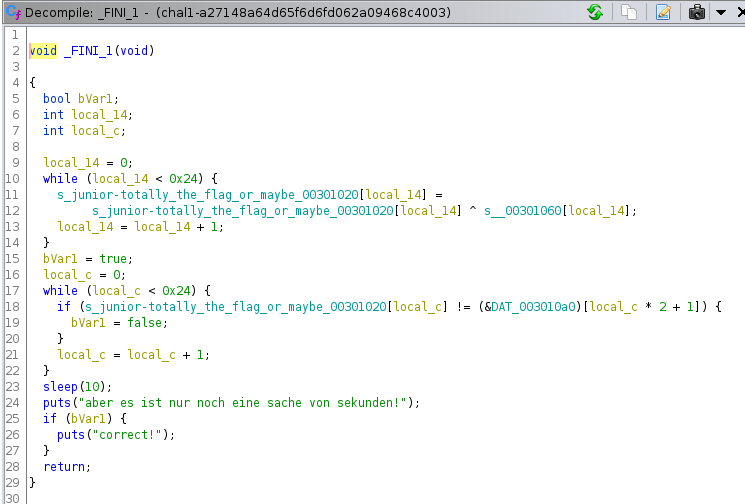 Decompile: _FINI_1 - (chal1-a27148a64d65f6d6fd062a09468c4003)
1
2 void _FINI_1(void)
3
4 {
5 bool bVar1;
6 int local_14;
7 int local_c;
8
9 local_14 = 0;
10 while (local_14 < 0x24) {
11 s_junior-totally_the_flag_or_maybe_00301020[local_14] =
12 s_junior-totally_the_flag_or_maybe_00301020[local_14] ^ s__00301060[local_14];
13 local_14 = local_14 + 1;
14 }
15 bVar1 = true;
16 local_c = 0;
17 while (local_c < 0x24) {
18 if (s_junior-totally_the_flag_or_maybe_00301020[local_c] != (&DAT_003010a0)[local_c * 2 + 1]) {
19 bVar1 = false;
20 }
21 local_c = local_c + 1;
22 }
23 sleep(10);
24 puts("aber es ist nur noch eine sache von sekunden!");
25 if (bVar1) {
26 puts("correct!");
27 }
28 return;
29 }
30